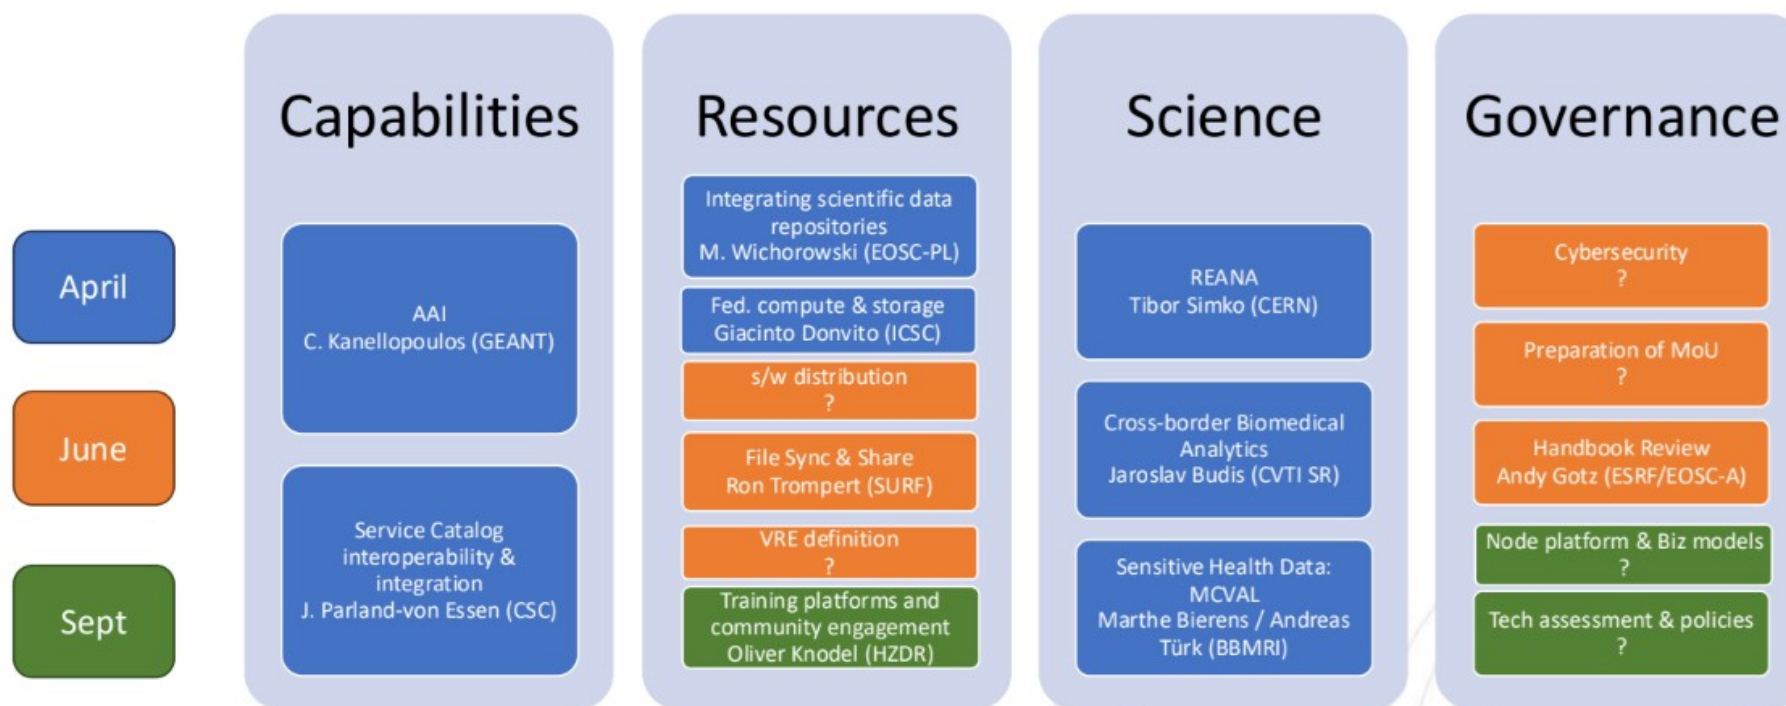 April
June
Sept
Capabilities
AAI
C. Kanellopoulos (GEANT)
Service Catalog
interoperability &
integration
J. Parland-von Essen (CSC)
Resources
Integrating scientific data
repositories
M. Wichorowski (EOSC-PL)
Fed. compute & storage
Giacinto Donvito (ICSC)
s/w distribution
?
File Sync & Share
Ron Trompert (SURF)
VRE definition
?
Training platforms and
community engagement
Oliver Knodel (HZDR)
Science
REANA
Tibor Simko (CERN)
Cross-border Biomedical
Analytics
Jaroslav Budis (CVTI SR)
Sensitive Health Data:
MCVAL
Marthe Bierens / Andreas
Türk (BBMRI)
Governance
Cybersecurity
?
Preparation of MoU
?
Handbook Review
Andy Gotz (ESRF/EOSC-A)
Node platform & Biz models
?
Tech assessment & policies
?